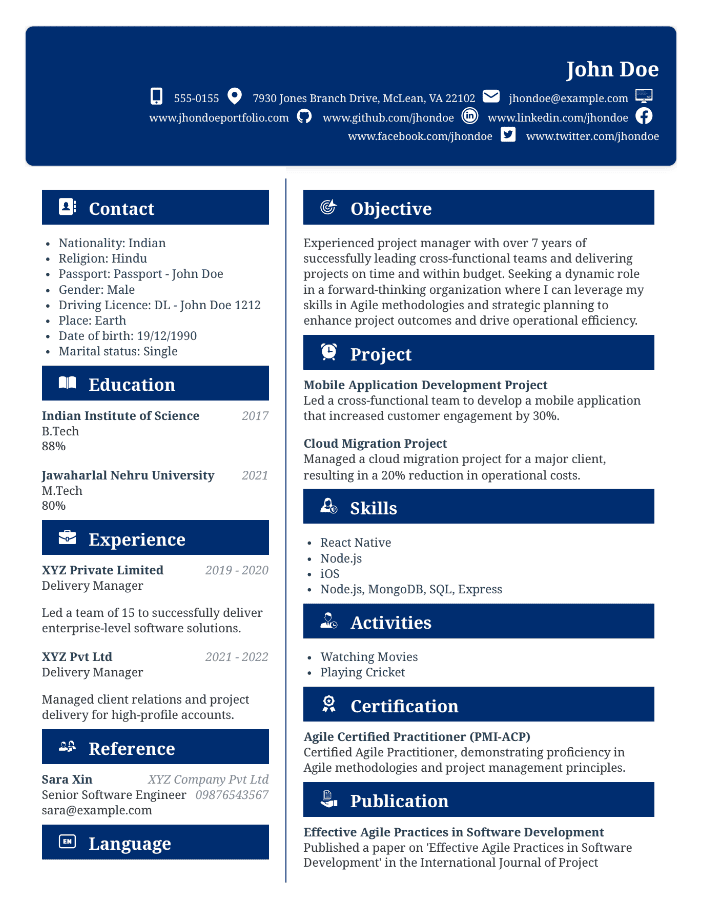 John Doe
555-0155 7930 Jones Branch Drive, McLean, VA 22102 jhondoe@example.com
www.jhondoeportfolio.com www.github.com/jhondoe www.linkedin.com/jhondoe
www.facebook.com/jhondoe www.twitter.com/jhondoe
Contact
• Nationality: Indian
• Religion: Hindu
• Passport: Passport - John Doe
• Gender: Male
• Driving Licence: DL - John Doe 1212
• Place: Earth
• Date of birth: 19/12/1990
• Marital status: Single
Education
Indian Institute of Science 2017
B.Tech
88%
Jawaharlal Nehru University 2021
M.Tech
80%
Experience
XYZ Private Limited 2019 - 2020
Delivery Manager
Led a team of 15 to successfully deliver
enterprise-level software solutions.
XYZ Pvt Ltd 2021 - 2022
Delivery Manager
Managed client relations and project
delivery for high-profile accounts.
Reference
Sara Xin XYZ Company Pvt Ltd
Senior Software Engineer 09876543567
sara@example.com
EN Language
Objective
Experienced project manager with over 7 years of
successfully leading cross-functional teams and delivering
projects on time and within budget. Seeking a dynamic role
in a forward-thinking organization where I can leverage my
skills in Agile methodologies and strategic planning to
enhance project outcomes and drive operational efficiency.
Project
Mobile Application Development Project
Led a cross-functional team to develop a mobile application
that increased customer engagement by 30%.
Cloud Migration Project
Managed a cloud migration project for a major client,
resulting in a 20% reduction in operational costs.
Skills
• React Native
• Node.js
• iOS
• Node.js, MongoDB, SQL, Express
Activities
• Watching Movies
• Playing Cricket
Certification
Agile Certified Practitioner (PMI-ACP)
Certified Agile Practitioner, demonstrating proficiency in
Agile methodologies and project management principles.
Publication
Effective Agile Practices in Software Development
Published a paper on 'Effective Agile Practices in Software
Development' in the International Journal of Project